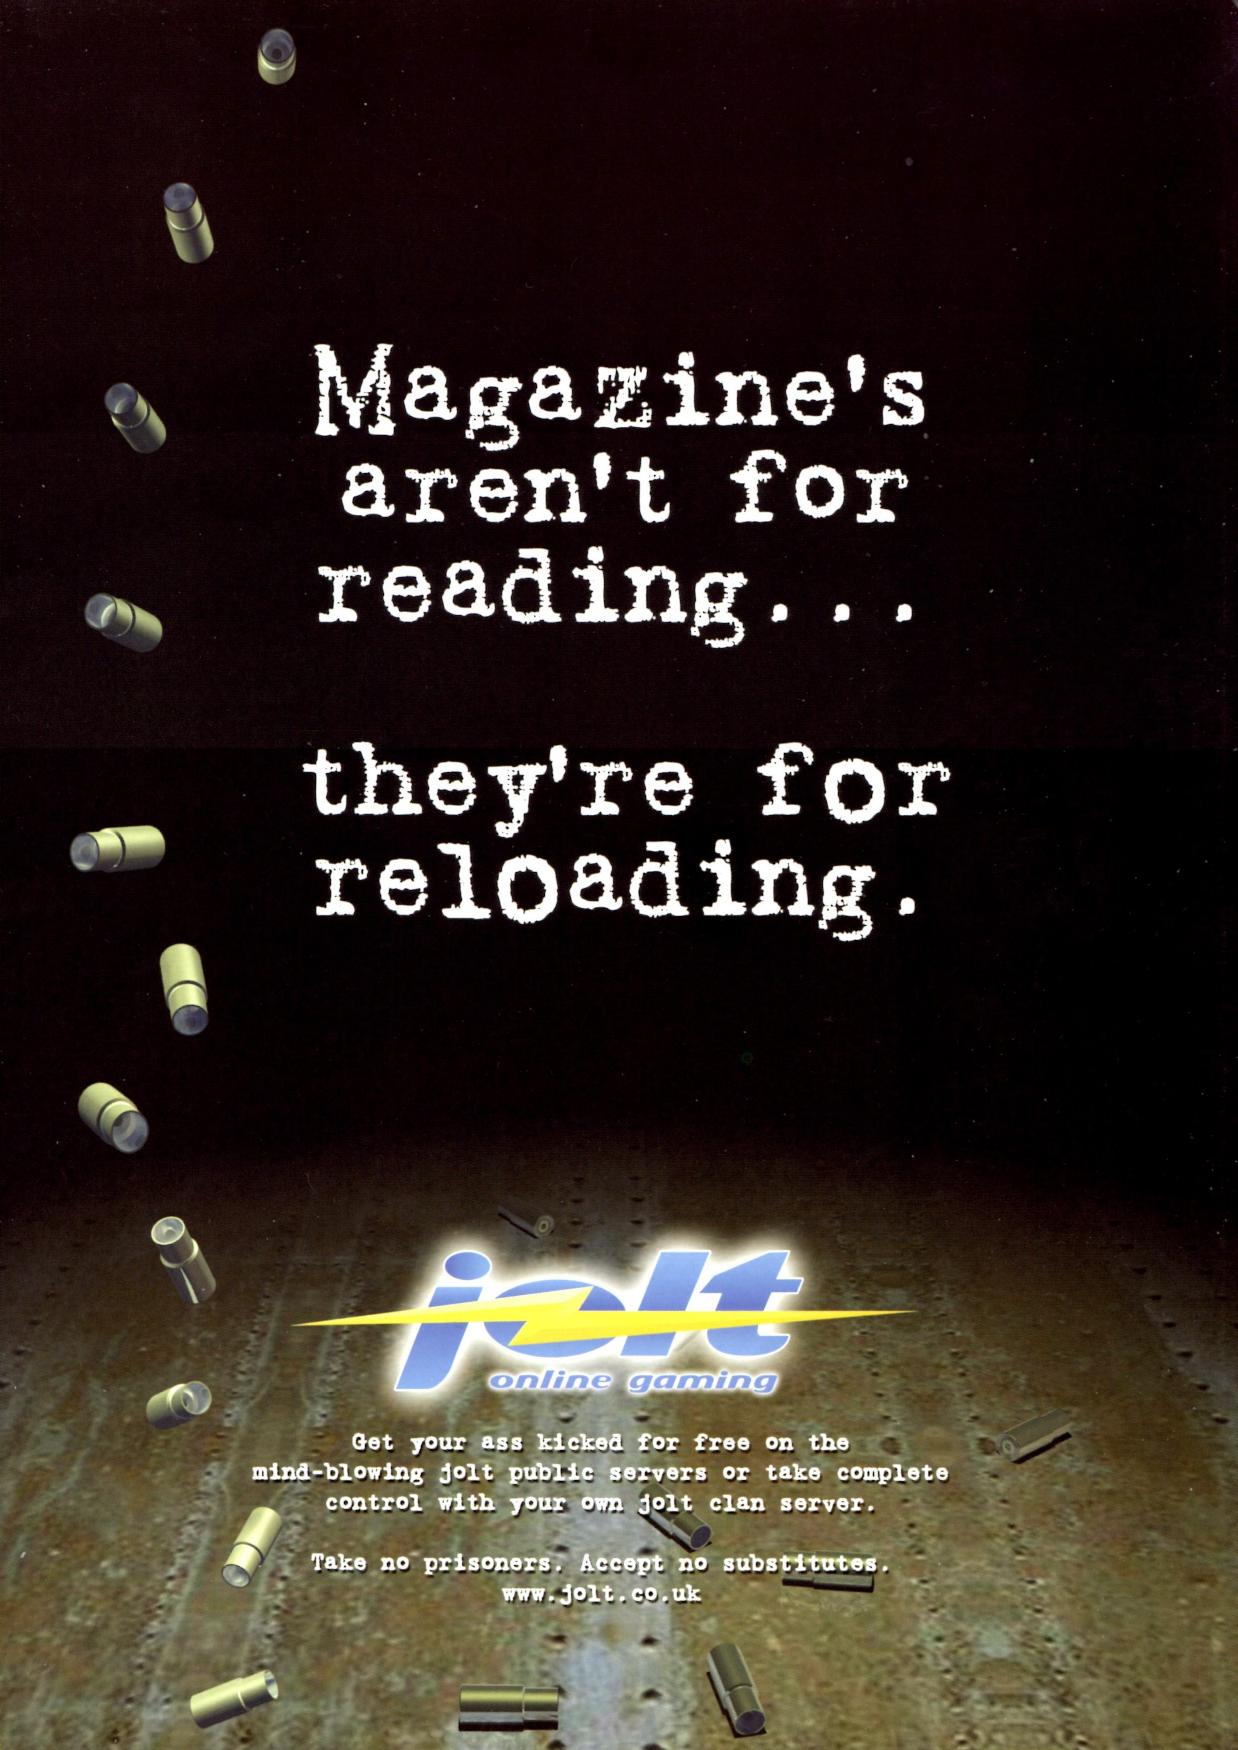 Magazine's
aren't for
reading...
they're for
reloading.
jolt
online gaming
Get your ass kicked for free on the
mind-blowing jolt public servers or take complete
control with your own jolt clan server.
Take no prisoners. Accept no substitutes.
www.jolt.co.uk